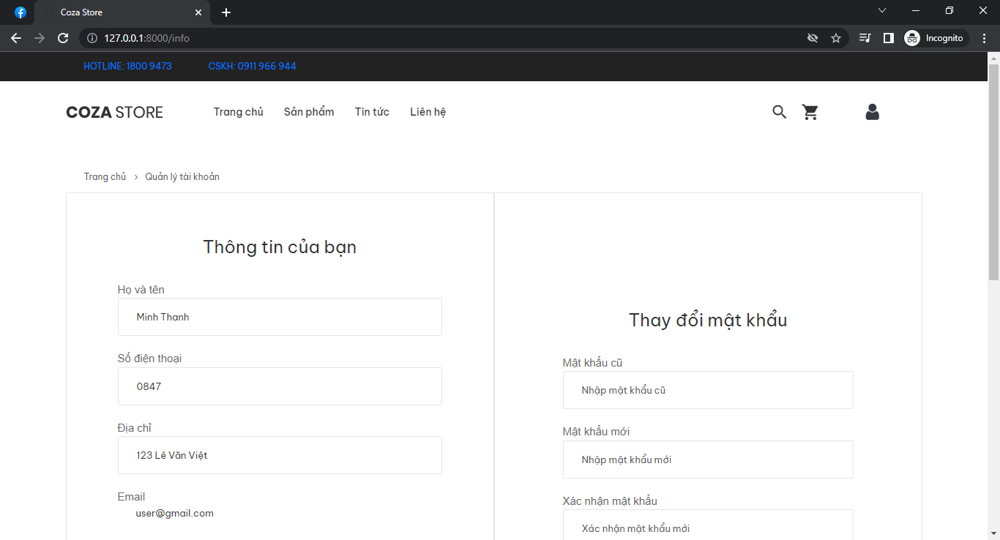 Coza Store
127.0.0.1:8000/info
Incognito
HOTLINE: 1800 9473 CSKH: 0911 966 944
COZA STORE Trang chủ Sản phẩm Tin tức Liên hệ
Trang chủ > Quản lý tài khoản
Thông tin của bạn
Họ và tên
Minh Thanh
Số điện thoại
0847
Địa chỉ
123 Lê Văn Việt
Email
user@gmail.com
Thay đổi mật khẩu
Mật khẩu cũ
Nhập mật khẩu cũ
Mật khẩu mới
Nhập mật khẩu mới
Xác nhận mật khẩu
Xác nhận mật khẩu mới